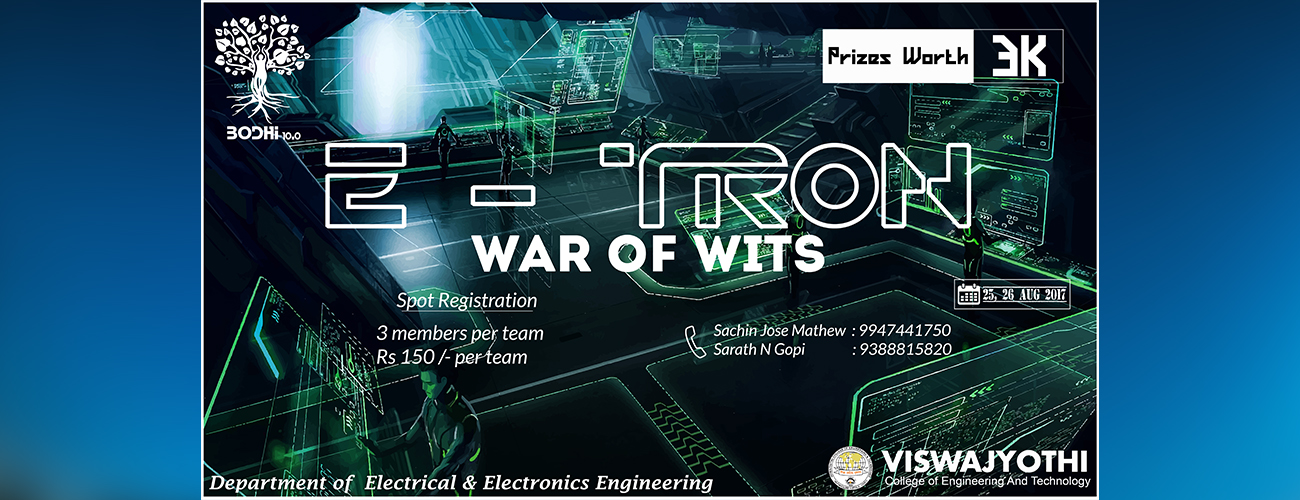 BODHi 10.0
Prizes Worth 3K
E - TRON
WAR OF WITS
25, 26 AUG 2017
Spot Registration
3 members per team
Rs 150 /- per team
Sachin Jose Mathew : 9947441750
Sarath N Gopi : 9388815820
Department of Electrical & Electronics Engineering
VISWAJYOTHI
College of Engineering And Technology